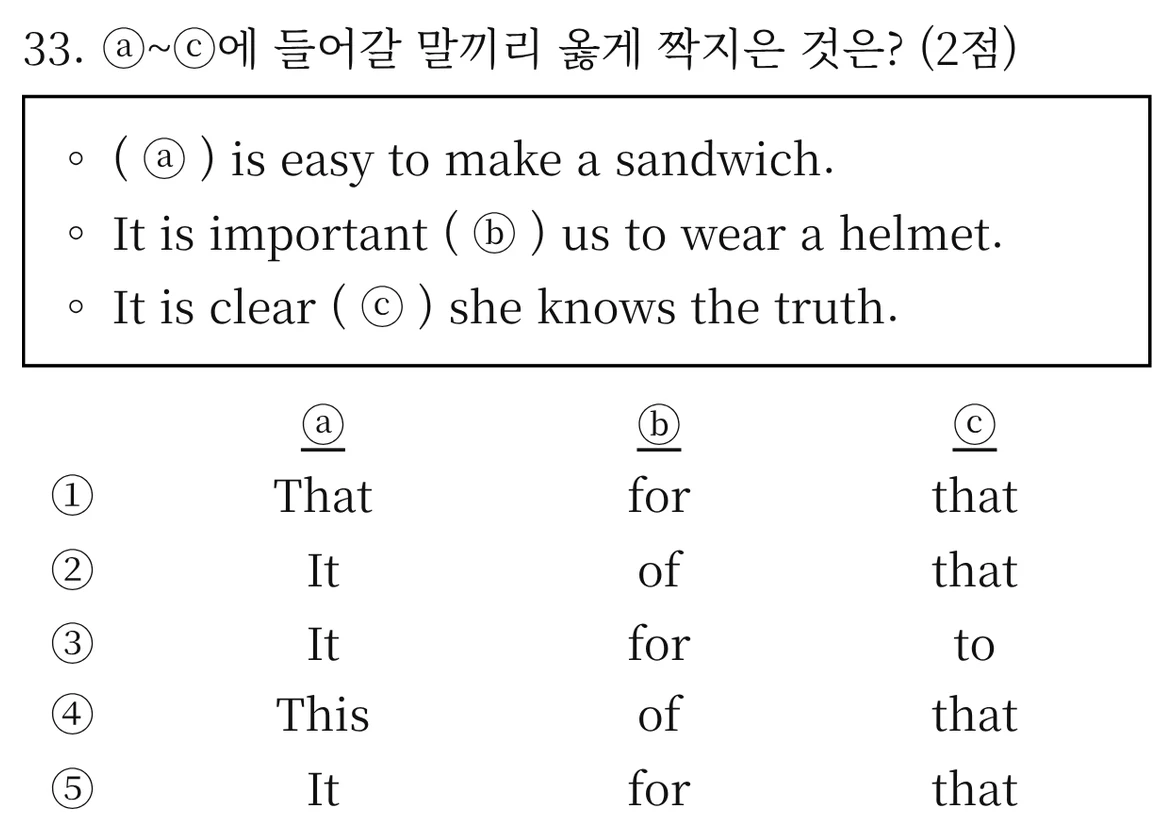 33. ⓐ~ⓒ에 들어갈 말끼리 옳게 짝지은 것은? (2점)
◦ ( ⓐ ) is easy to make a sandwich.
◦ It is important ( ⓑ ) us to wear a helmet.
◦ It is clear ( ⓒ ) she knows the truth.
ⓐ ⓑ ⓒ
① That for that
② It of that
③ It for to
④ This of that
⑤ It for that